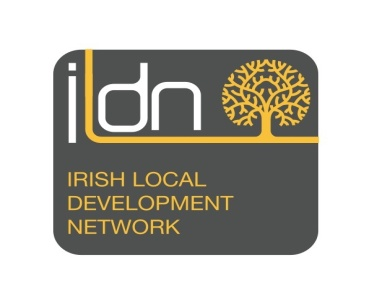 ildn
IRISH LOCAL
DEVELOPMENT
NETWORK